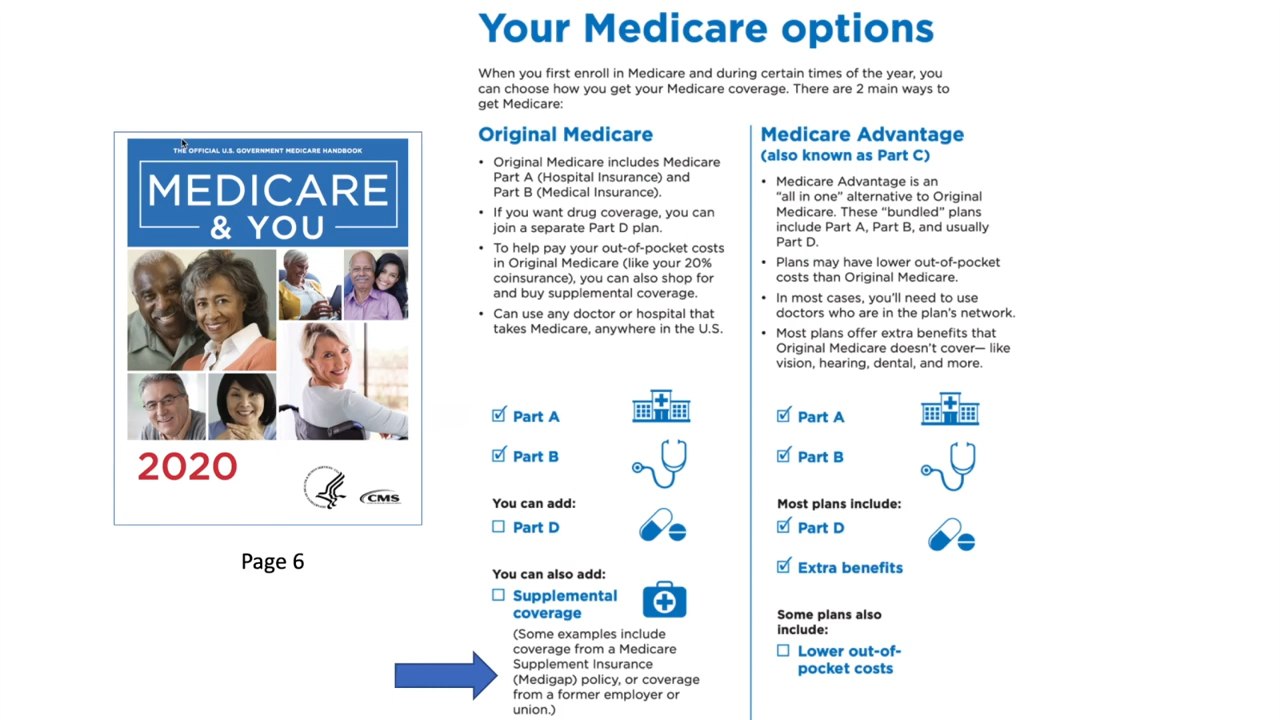 Your Medicare options
When you first enroll in Medicare and during certain times of the year, you
can choose how you get your Medicare coverage. There are 2 main ways to
get Medicare:
THE OFFICIAL U.S. GOVERNMENT MEDICARE HANDBOOK
MEDICARE
& YOU
2020
CMS
Page 6
Original Medicare
• Original Medicare includes Medicare
Part A (Hospital Insurance) and
Part B (Medical Insurance).
• If you want drug coverage, you can
join a separate Part D plan.
• To help pay your out-of-pocket costs
in Original Medicare (like your 20%
coinsurance), you can also shop for
and buy supplemental coverage.
• Can use any doctor or hospital that
takes Medicare, anywhere in the U.S.
Part A
Part B
You can add:
Part D
You can also add:
Supplemental
coverage
(Some examples include
coverage from a Medicare
Supplement Insurance
(Medigap) policy, or coverage
from a former employer or
union.)
Medicare Advantage
(also known as Part C)
• Medicare Advantage is an
“all in one” alternative to Original
Medicare. These “bundled” plans
include Part A, Part B, and usually
Part D.
• Plans may have lower out-of-pocket
costs than Original Medicare.
• In most cases, you’ll need to use
doctors who are in the plan’s network.
• Most plans offer extra benefits that
Original Medicare doesn’t cover— like
vision, hearing, dental, and more.
Part A
Part B
Most plans include:
Part D
Extra benefits
Some plans also
include:
Lower out-of-
pocket costs